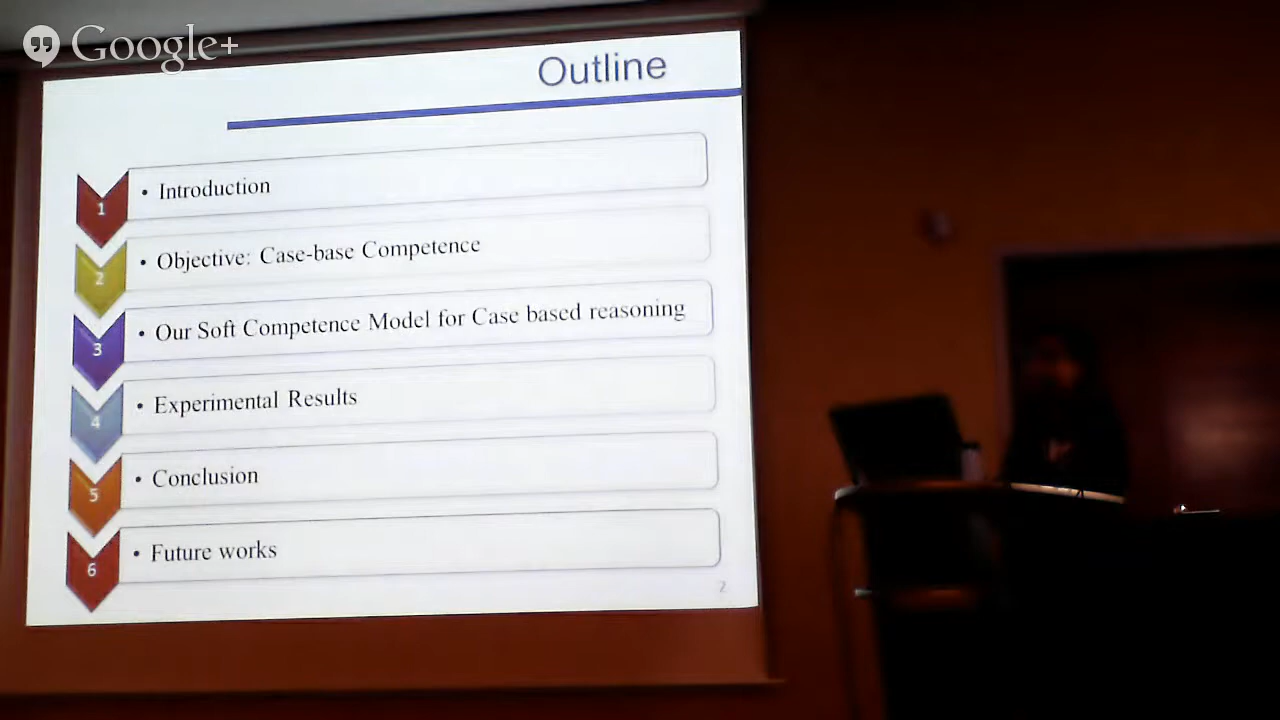 Google+
Outline
1
• Introduction
2
• Objective: Case-base Competence
3
• Our Soft Competence Model for Case based reasoning
4
• Experimental Results
5
• Conclusion
6
• Future works
2